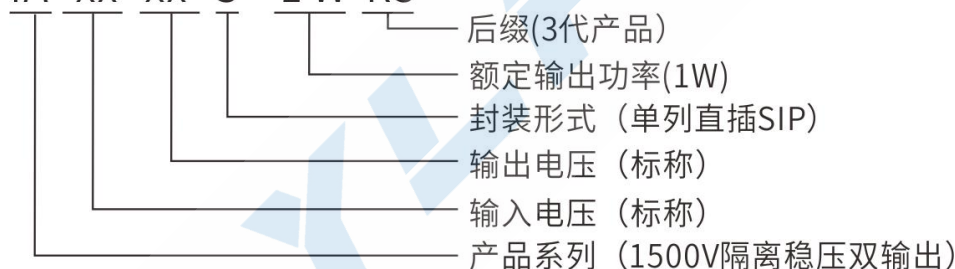 后缀(3代产品）
额定输出功率(1W)
封装形式（单列直插SIP）
输出电压（标称）
输入电压（标称）
产品系列（1500V隔离稳压双输出）